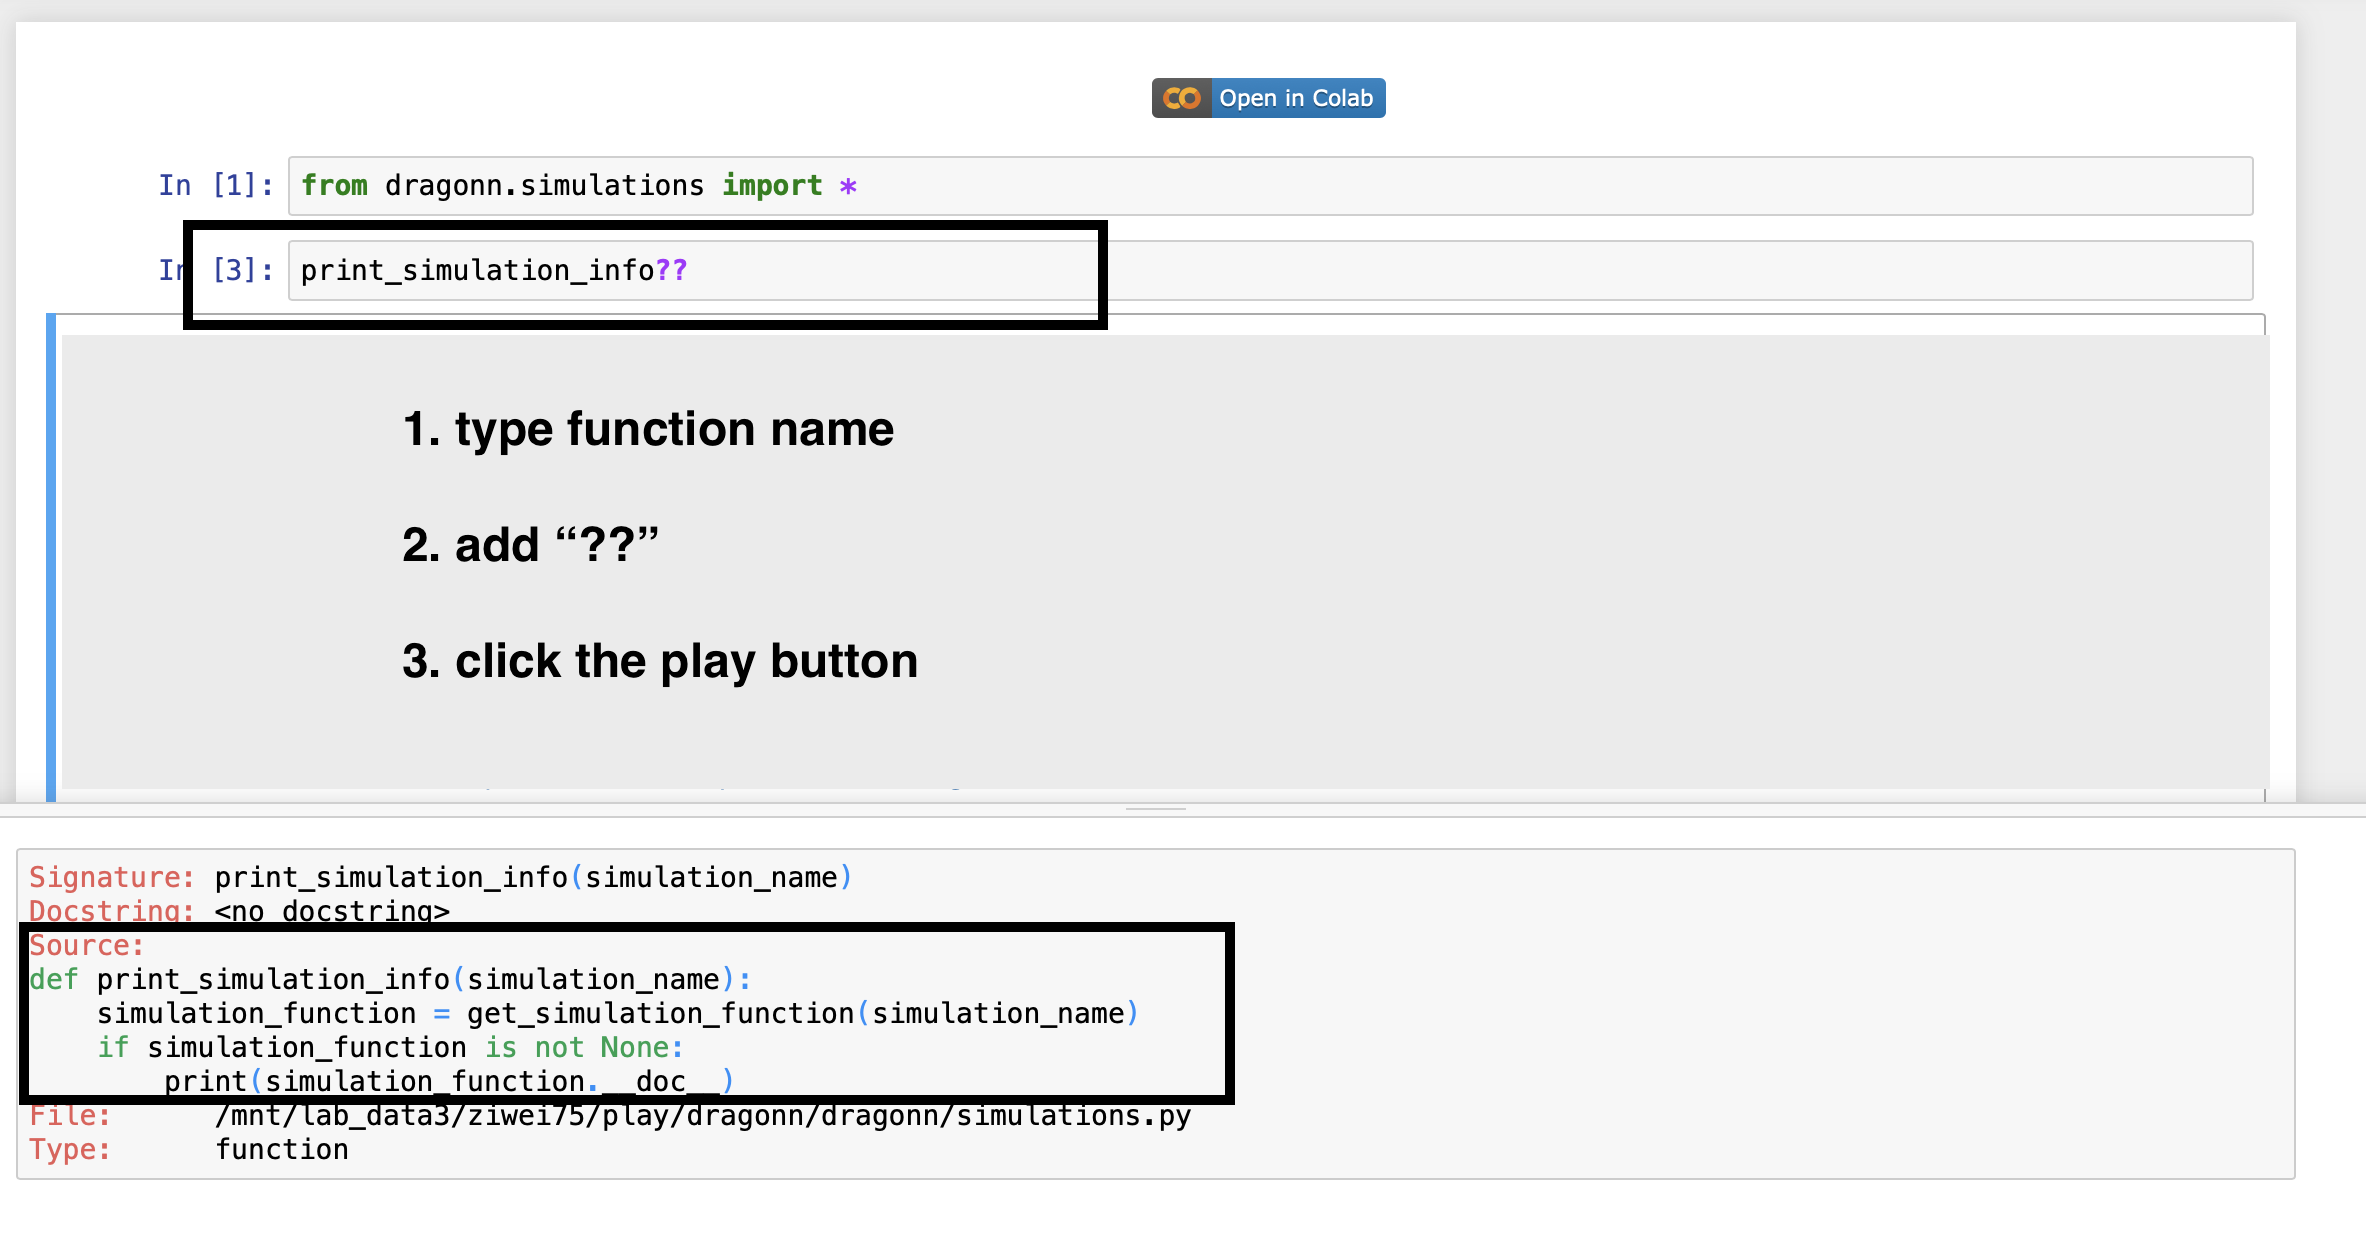 Open in Colab
In [1]: from dragonn.simulations import *
In [3]: print_simulation_info??
1. type function name
2. add “??”
3. click the play button
Signature: print_simulation_info(simulation_name)
Docstring: <no docstring>
Source:
def print_simulation_info(simulation_name):
    simulation_function = get_simulation_function(simulation_name)
    if simulation_function is not None:
        print(simulation_function.__doc__)
File:      /mnt/lab_data3/ziwei75/play/dragonn/dragonn/simulations.py
Type:      function